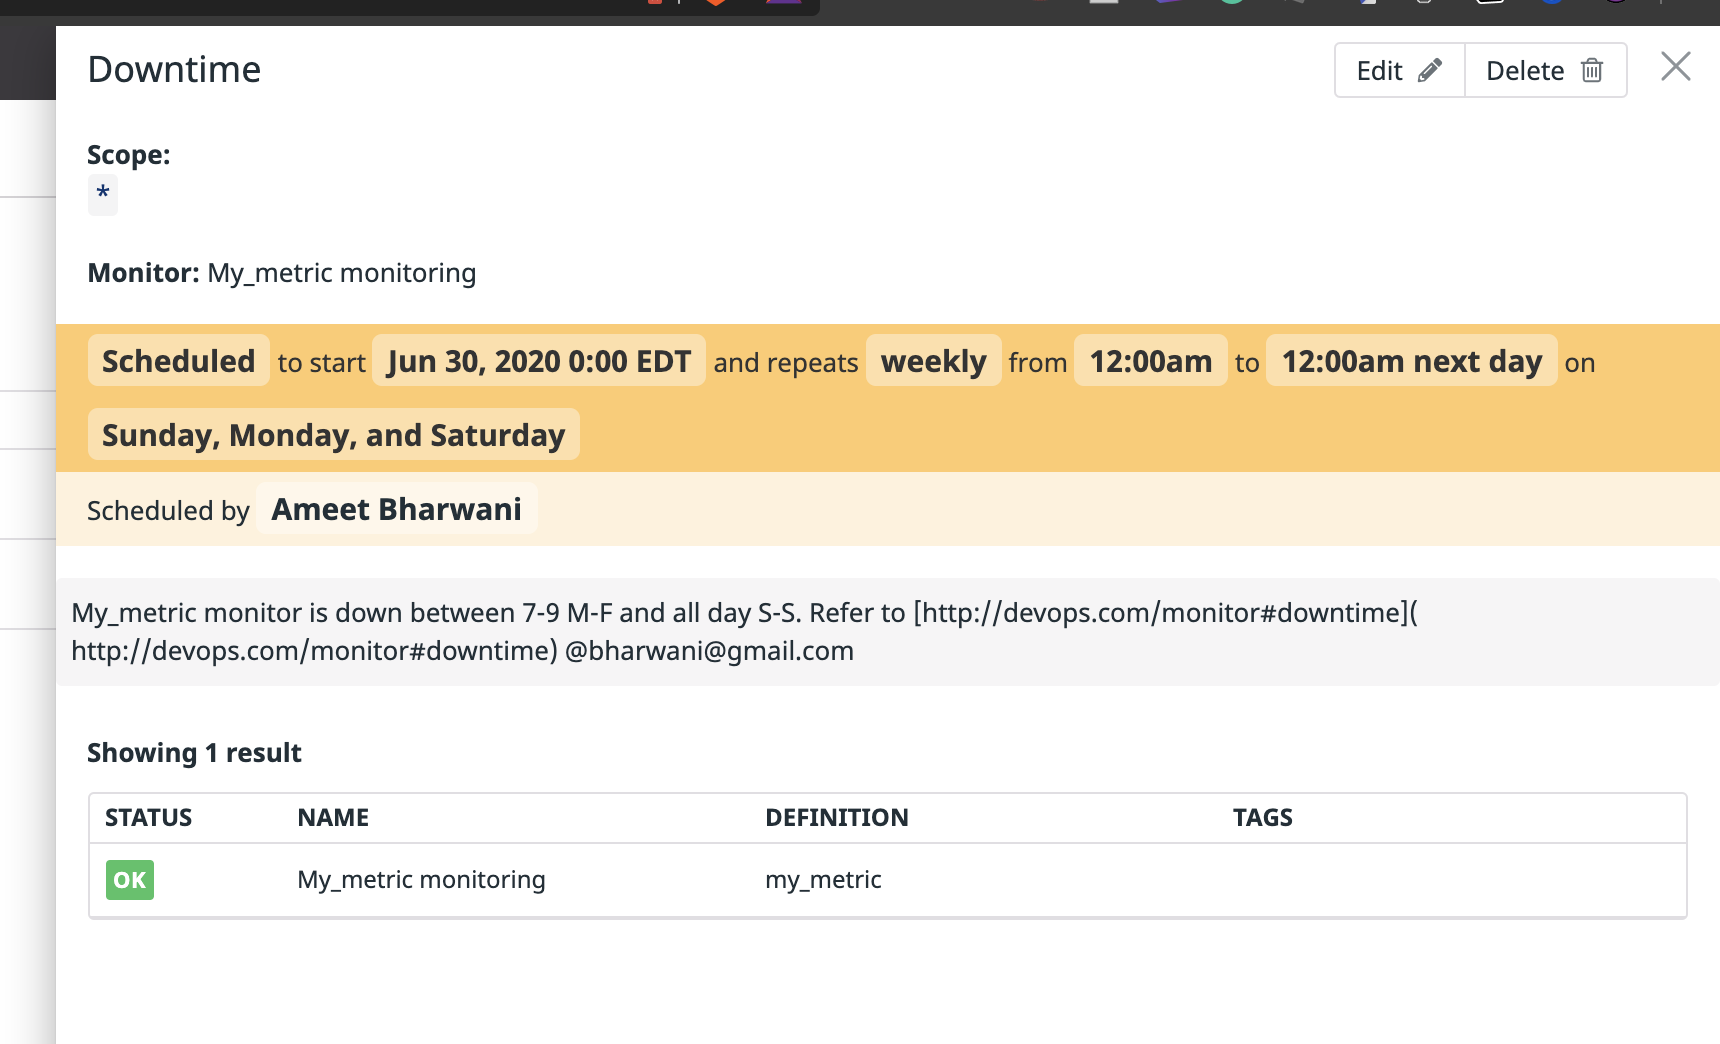 Downtime
Edit
Delete
Scope:
*
Monitor: My_metric monitoring
Scheduled to start Jun 30, 2020 0:00 EDT and repeats weekly from 12:00am to 12:00am next day on
Sunday, Monday, and Saturday
Scheduled by Ameet Bharwani
My_metric monitor is down between 7-9 M-F and all day S-S. Refer to [http://devops.com/monitor#downtime](
http://devops.com/monitor#downtime) @bharwani@gmail.com
Showing 1 result
STATUS NAME DEFINITION TAGS
OK My_metric monitoring my_metric